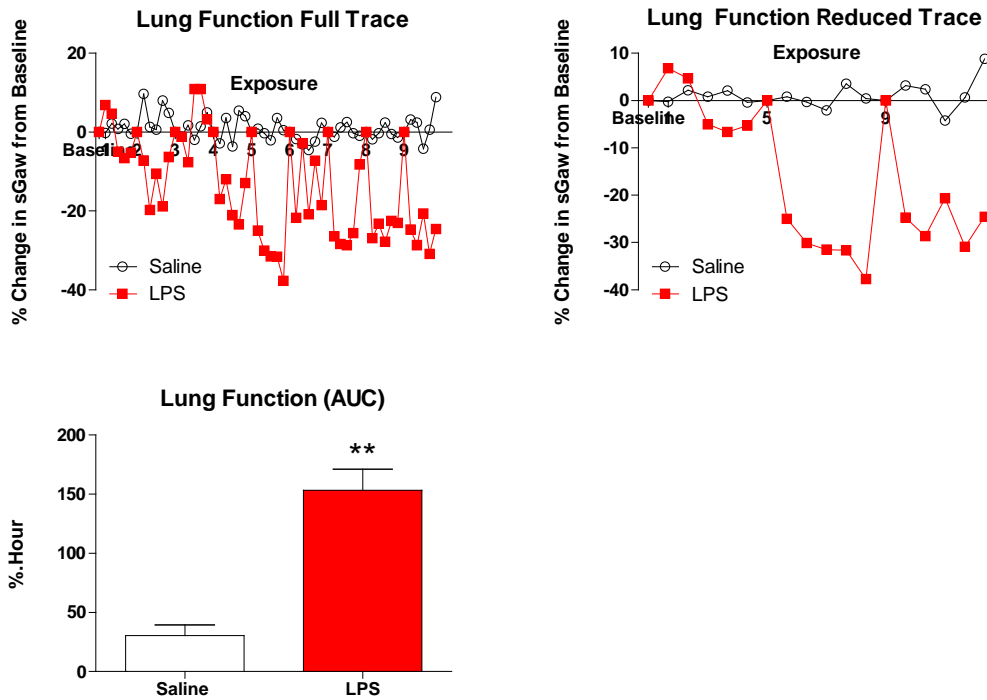 Lung Function Full Trace
% Change in sGaw from Baseline
20
0
-20
-40
Exposure
Baseline
1
2
3
4
5
6
7
8
9
Saline
LPS
Lung Function Reduced Trace
% Change in sGaw from Baseline
10
0
-10
-20
-30
-40
Exposure
Baseline
1
5
9
Saline
LPS
Lung Function (AUC)
%.Hour
200
150
100
50
0
**
Saline
LPS